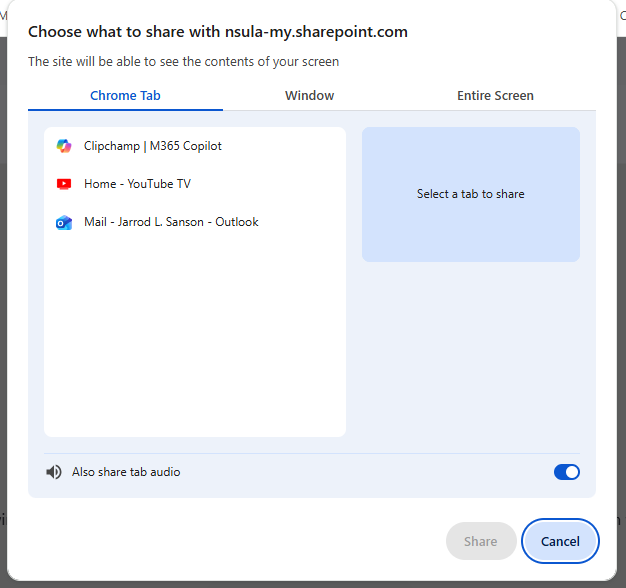 Choose what to share with nsula-my.sharepoint.com
The site will be able to see the contents of your screen
Chrome Tab
Window
Entire Screen
Clipchamp | M365 Copilot
Home - YouTube TV
Mail - Jarrod L. Sanson - Outlook
Select a tab to share
Also share tab audio
Share
Cancel